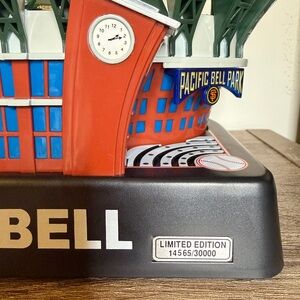 PACIFIC BELL PARK
BELL
LIMITED EDITION
14565/30000